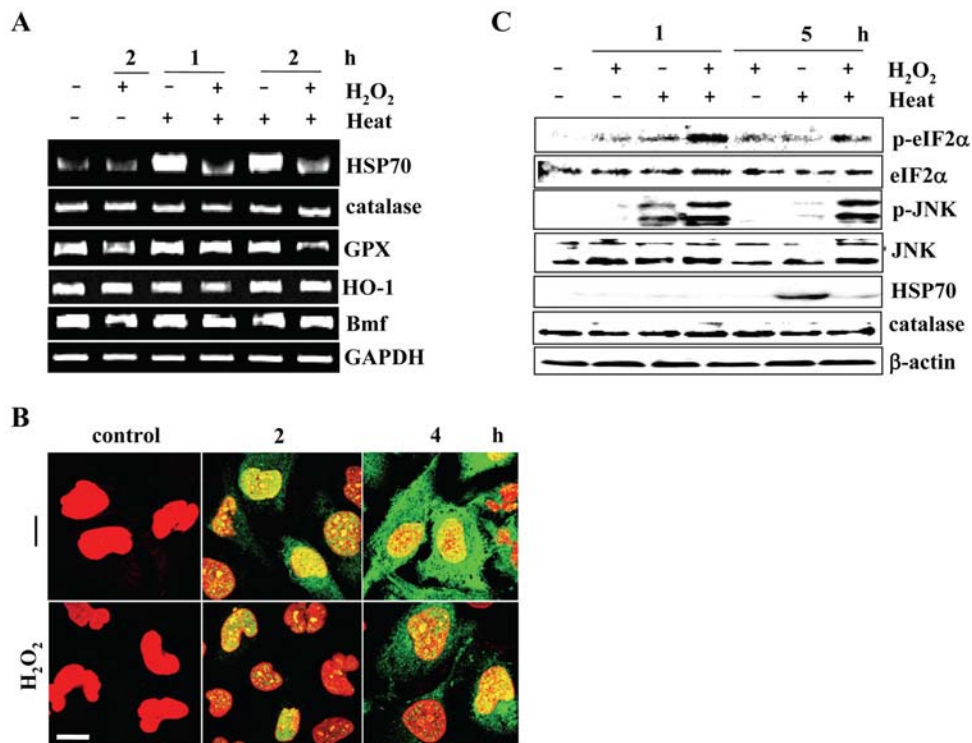 A
2 1 2 h
- + - + - + H2O2
- - + + + + Heat
HSP70
catalase
GPX
HO-1
Bmf
GAPDH
B
control 2 4 h
—
H2O2
C
1 5 h
- + - + + - + H2O2
- - + + - + + Heat
p-eIF2α
eIF2α
p-JNK
JNK
HSP70
catalase
β-actin